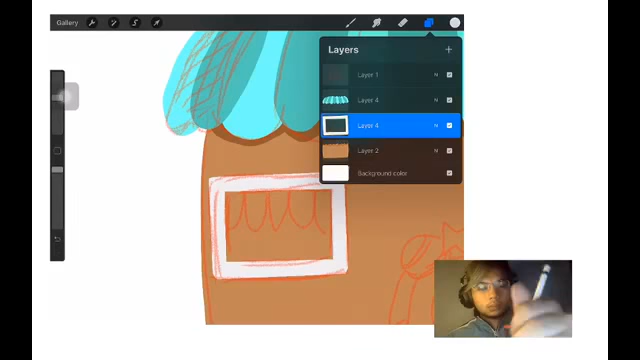 Gallery
Layers
Layer 1 N
Layer 4 N
Layer 4 N
Layer 2 N
Background color